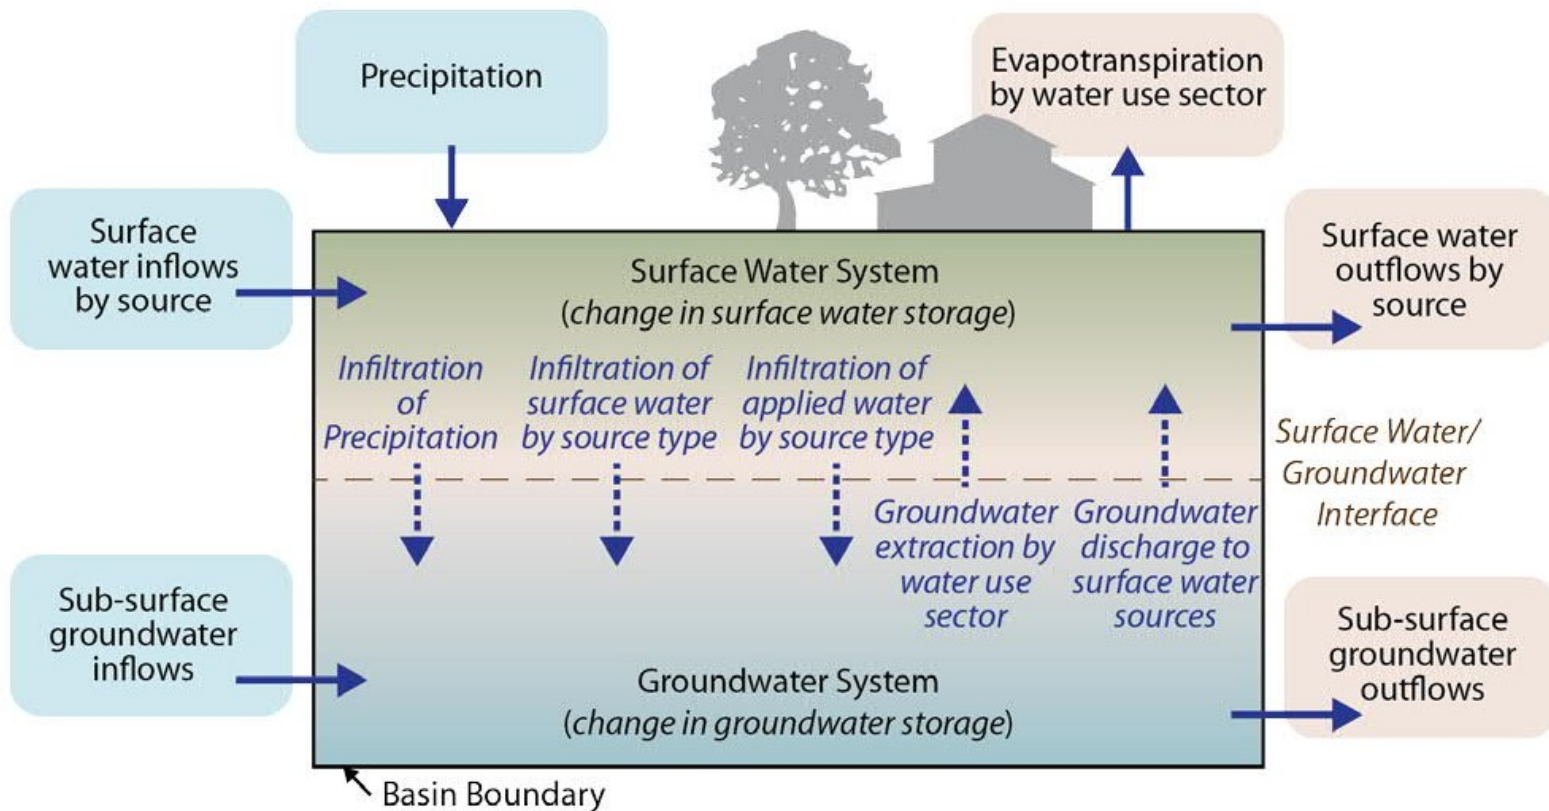 Precipitation
Evapotranspiration
by water use sector
Surface
water inflows
by source
Surface water
outflows by
source
Surface Water System
(change in surface water storage)
Infiltration
of
Precipitation
Infiltration of
surface water
by source type
Infiltration of
applied water
by source type
Surface Water/
Groundwater
Interface
Groundwater
extraction by
water use
sector
Groundwater
discharge to
surface water
sources
Sub-surface
groundwater
inflows
Sub-surface
groundwater
outflows
Groundwater System
(change in groundwater storage)
Basin Boundary